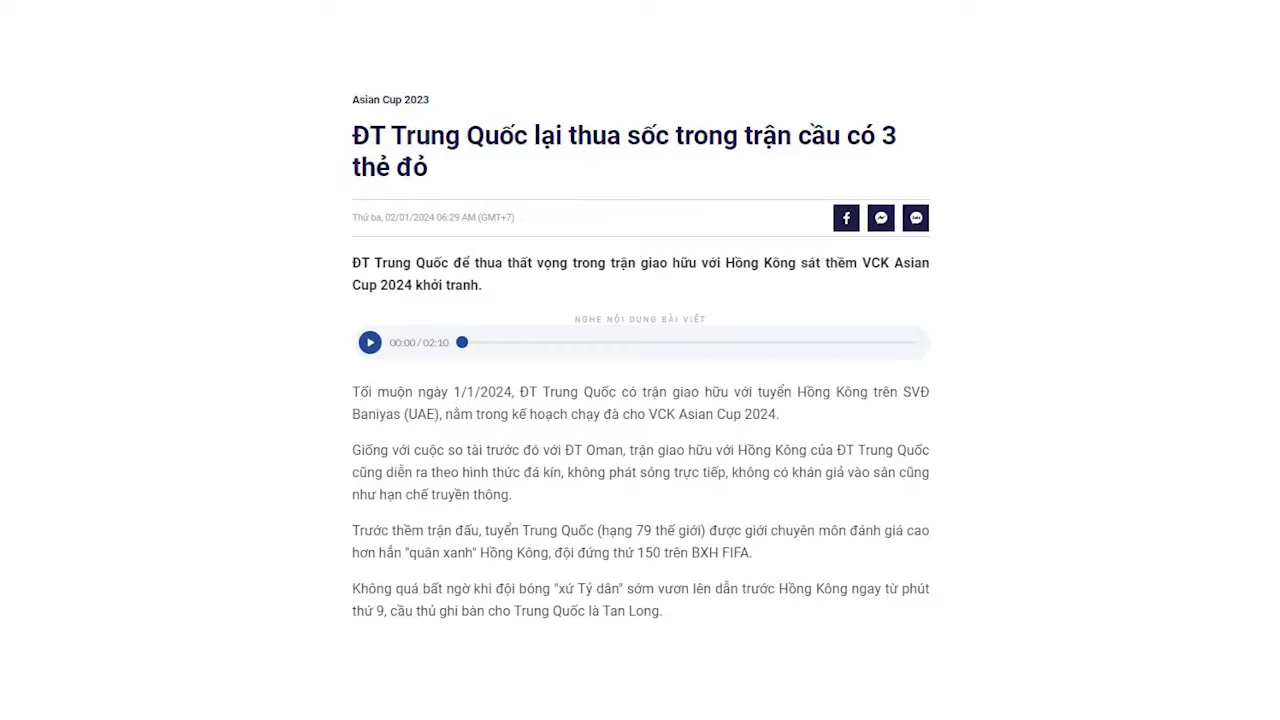 Asian Cup 2023
ĐT Trung Quốc lại thua sốc trong trận cầu có 3
thẻ đỏ
Thứ ba, 02/01/2024 06:29 AM (GMT+7)
ĐT Trung Quốc để thua thất vọng trong trận giao hữu với Hồng Kông sát thềm VCK Asian
Cup 2024 khởi tranh.
NGHE NỘI DUNG BÀI VIẾT
00:00 / 02:10
Tối muộn ngày 1/1/2024, ĐT Trung Quốc có trận giao hữu với tuyển Hồng Kông trên SVĐ
Baniyas (UAE), nằm trong kế hoạch chạy đà cho VCK Asian Cup 2024.
Giống với cuộc so tài trước đó với ĐT Oman, trận giao hữu với Hồng Kông của ĐT Trung Quốc
cũng diễn ra theo hình thức đá kín, không phát sóng trực tiếp, không có khán giả vào sân cũng
như hạn chế truyền thông.
Trước thềm trận đấu, tuyển Trung Quốc (hạng 79 thế giới) được giới chuyên môn đánh giá cao
hơn hẳn "quân xanh" Hồng Kông, đội đứng thứ 150 trên BXH FIFA.
Không quá bất ngờ khi đội bóng "xứ Tỷ dân" sớm vươn lên dẫn trước Hồng Kông ngay từ phút
thứ 9, cầu thủ ghi bàn cho Trung Quốc là Tan Long.